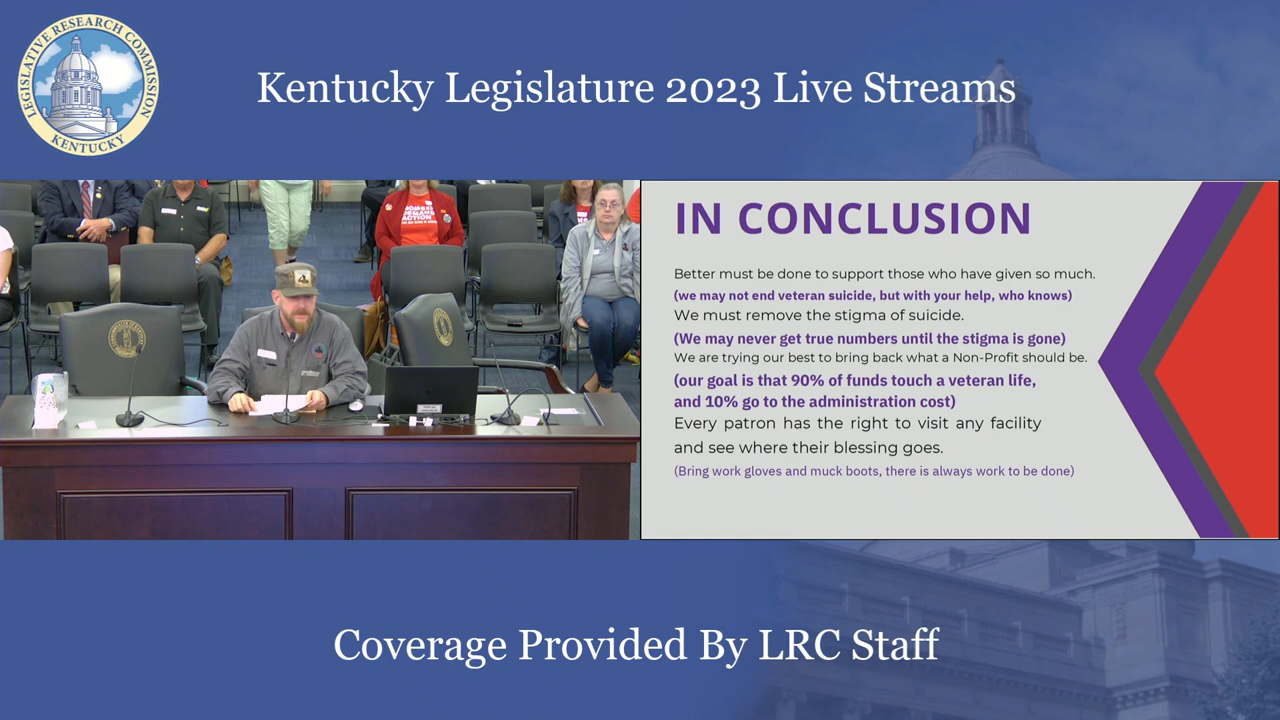 LEGISLATIVE RESEARCH COMMISSION
KENTUCKY
Kentucky Legislature 2023 Live Streams
MOMS
DEMAND
ACTION
IN CONCLUSION
Better must be done to support those who have given so much.
(we may not end veteran suicide, but with your help, who knows)
We must remove the stigma of suicide.
(We may never get true numbers until the stigma is gone)
We are trying our best to bring back what a Non-Profit should be.
(our goal is that 90% of funds touch a veteran life,
and 10% go to the administration cost)
Every patron has the right to visit any facility
and see where their blessing goes.
(Bring work gloves and muck boots, there is always work to be done)
Coverage Provided By LRC Staff